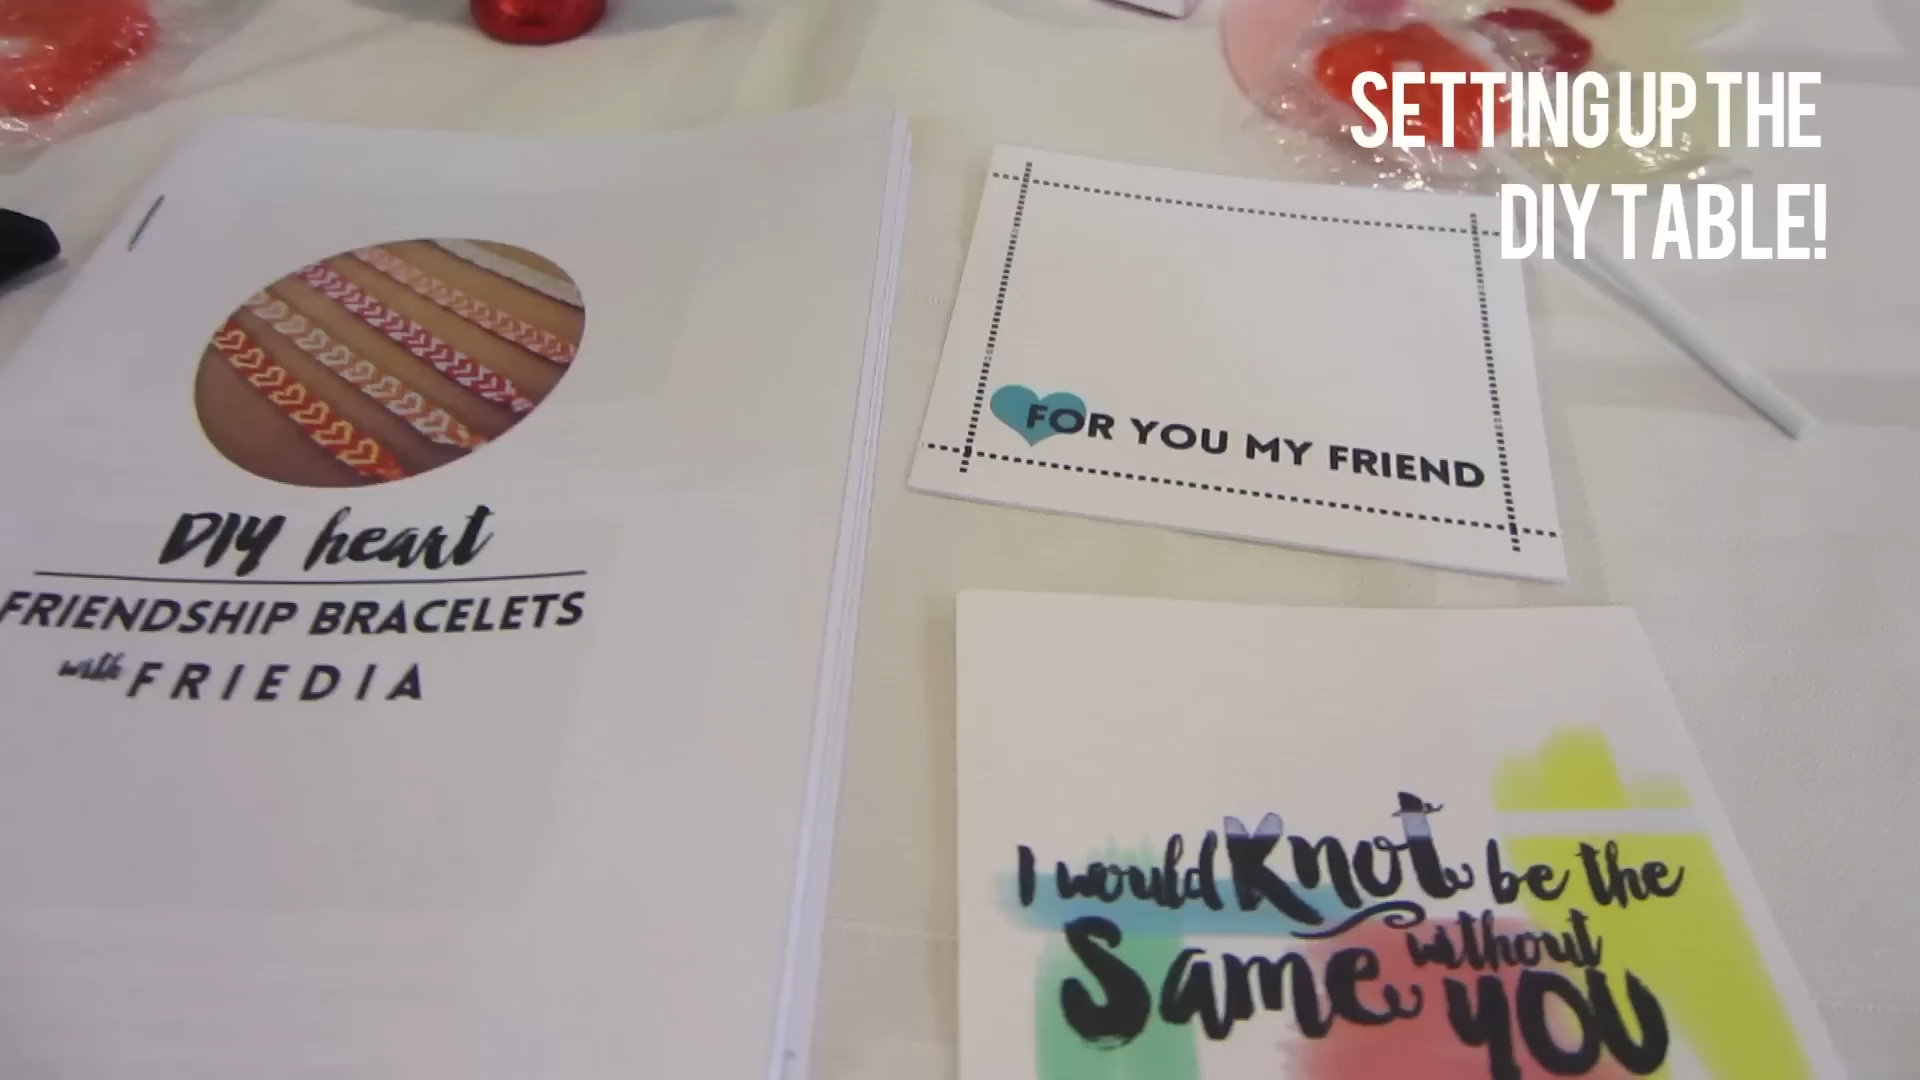 SETTING UP THE
DIY TABLE!
DIY heart
FRIENDSHIP BRACELETS
with FRIEDIA
FOR YOU MY FRIEND
I would Knot be the
Same without
YOU